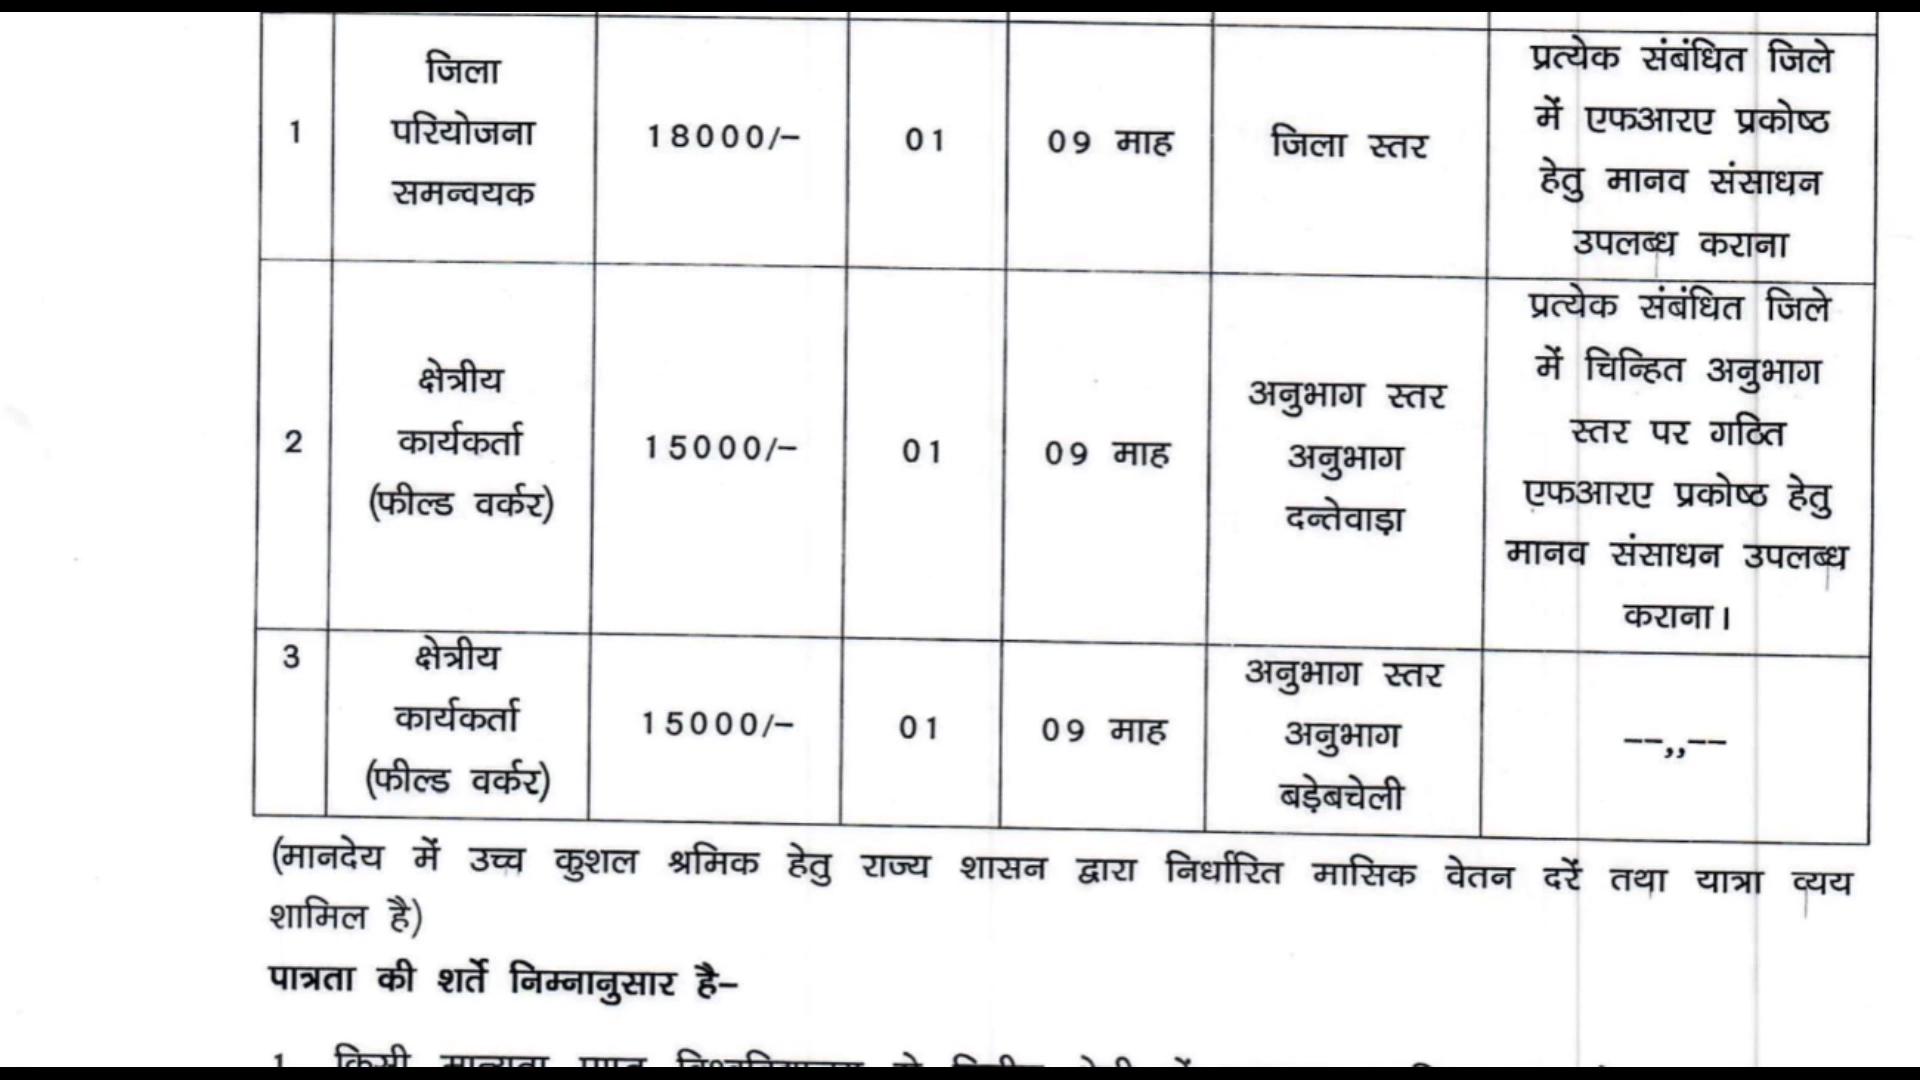 1
जिला
परियोजना
समन्वयक
18000/-
01
09 माह
जिला स्तर
प्रत्येक संबंधित जिले
में एफआरए प्रकोष्ठ
हेतु मानव संसाधन
उपलब्ध कराना
2
क्षेत्रीय
कार्यकर्ता
(फील्ड वर्कर)
15000/-
01
09 माह
अनुभाग स्तर
अनुभाग
दन्तेवाड़ा
प्रत्येक संबंधित जिले
में चिन्हित अनुभाग
स्तर पर गठित
एफआरए प्रकोष्ठ हेतु
मानव संसाधन उपलब्ध
कराना।
3
क्षेत्रीय
कार्यकर्ता
(फील्ड वर्कर)
15000/-
01
09 माह
अनुभाग स्तर
अनुभाग
बड़ेबचेली
--,,--
(मानदेय में उच्च कुशल श्रमिक हेतु राज्य शासन द्वारा निर्धारित मासिक वेतन दरें तथा यात्रा व्यय
शामिल है)
पात्रता की शर्ते निम्नानुसार है-